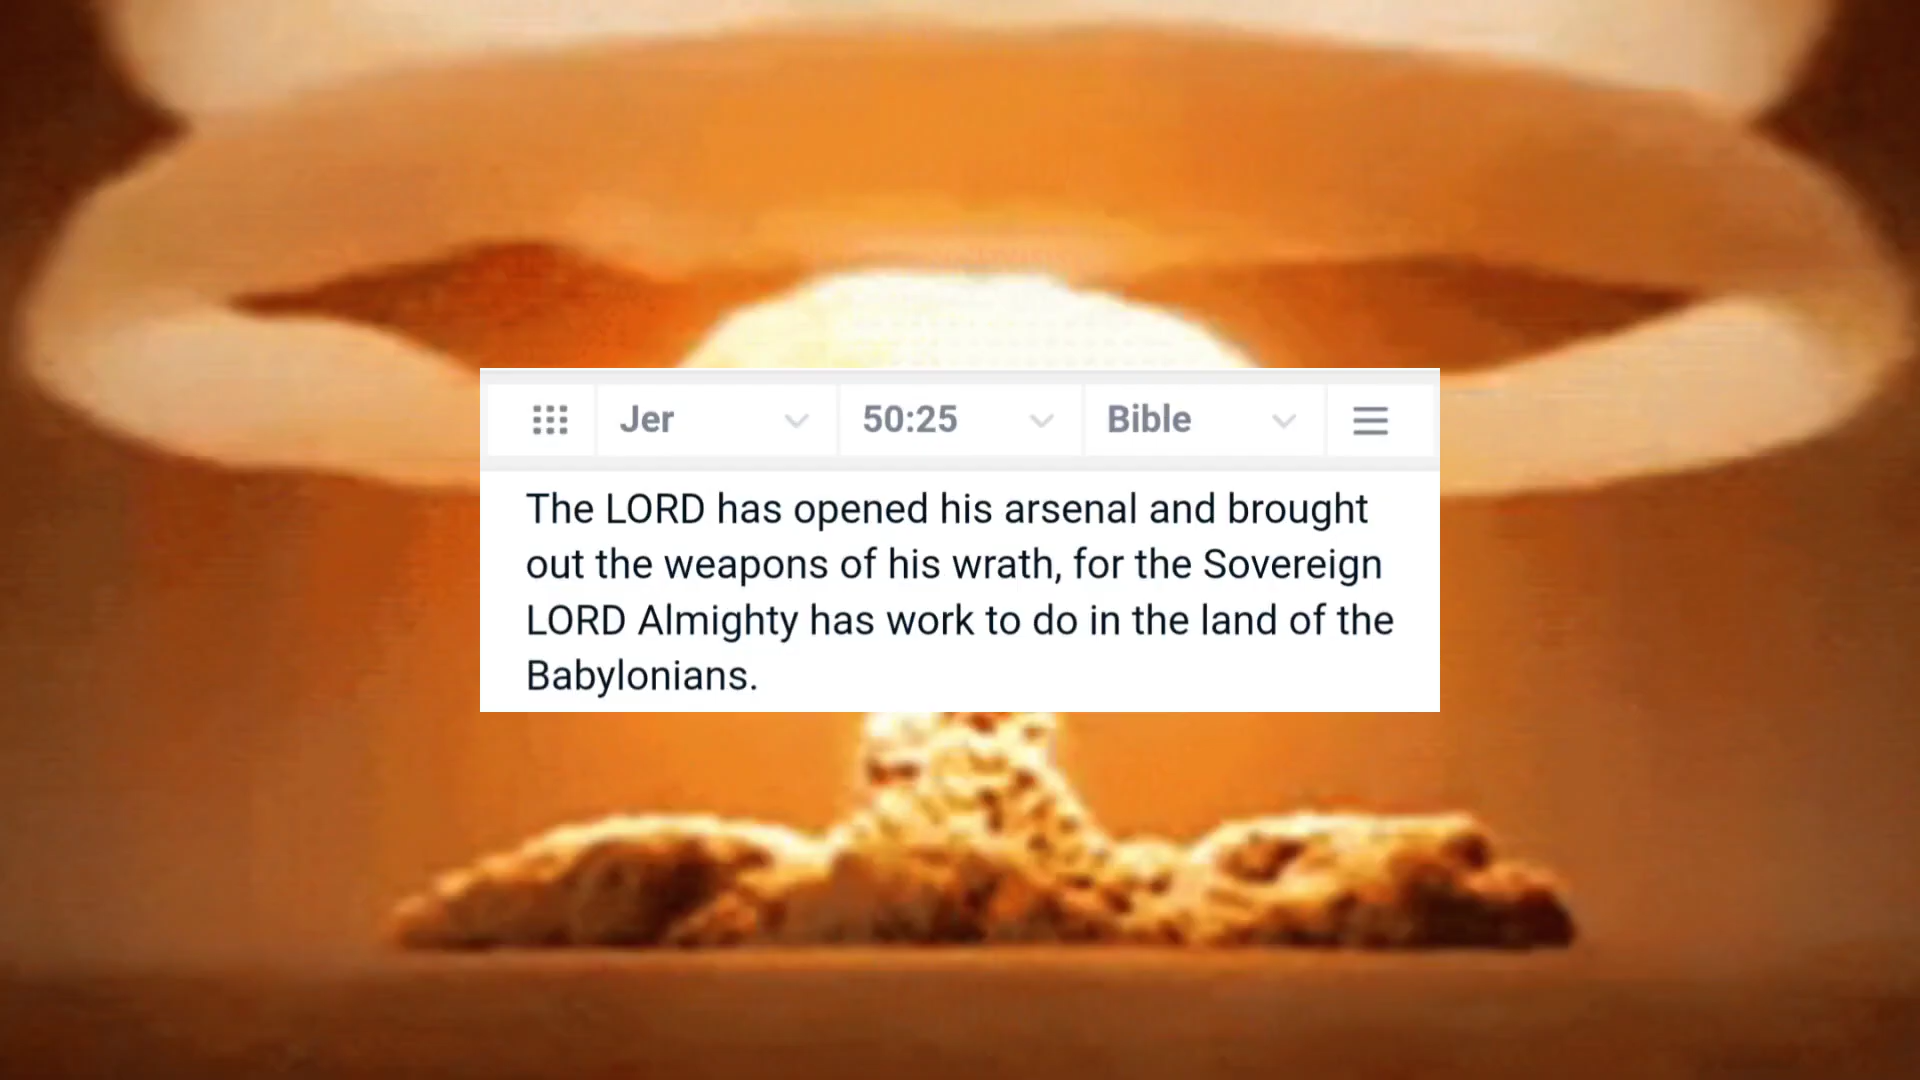 Jer 50:25 Bible
The LORD has opened his arsenal and brought
out the weapons of his wrath, for the Sovereign
LORD Almighty has work to do in the land of the
Babylonians.